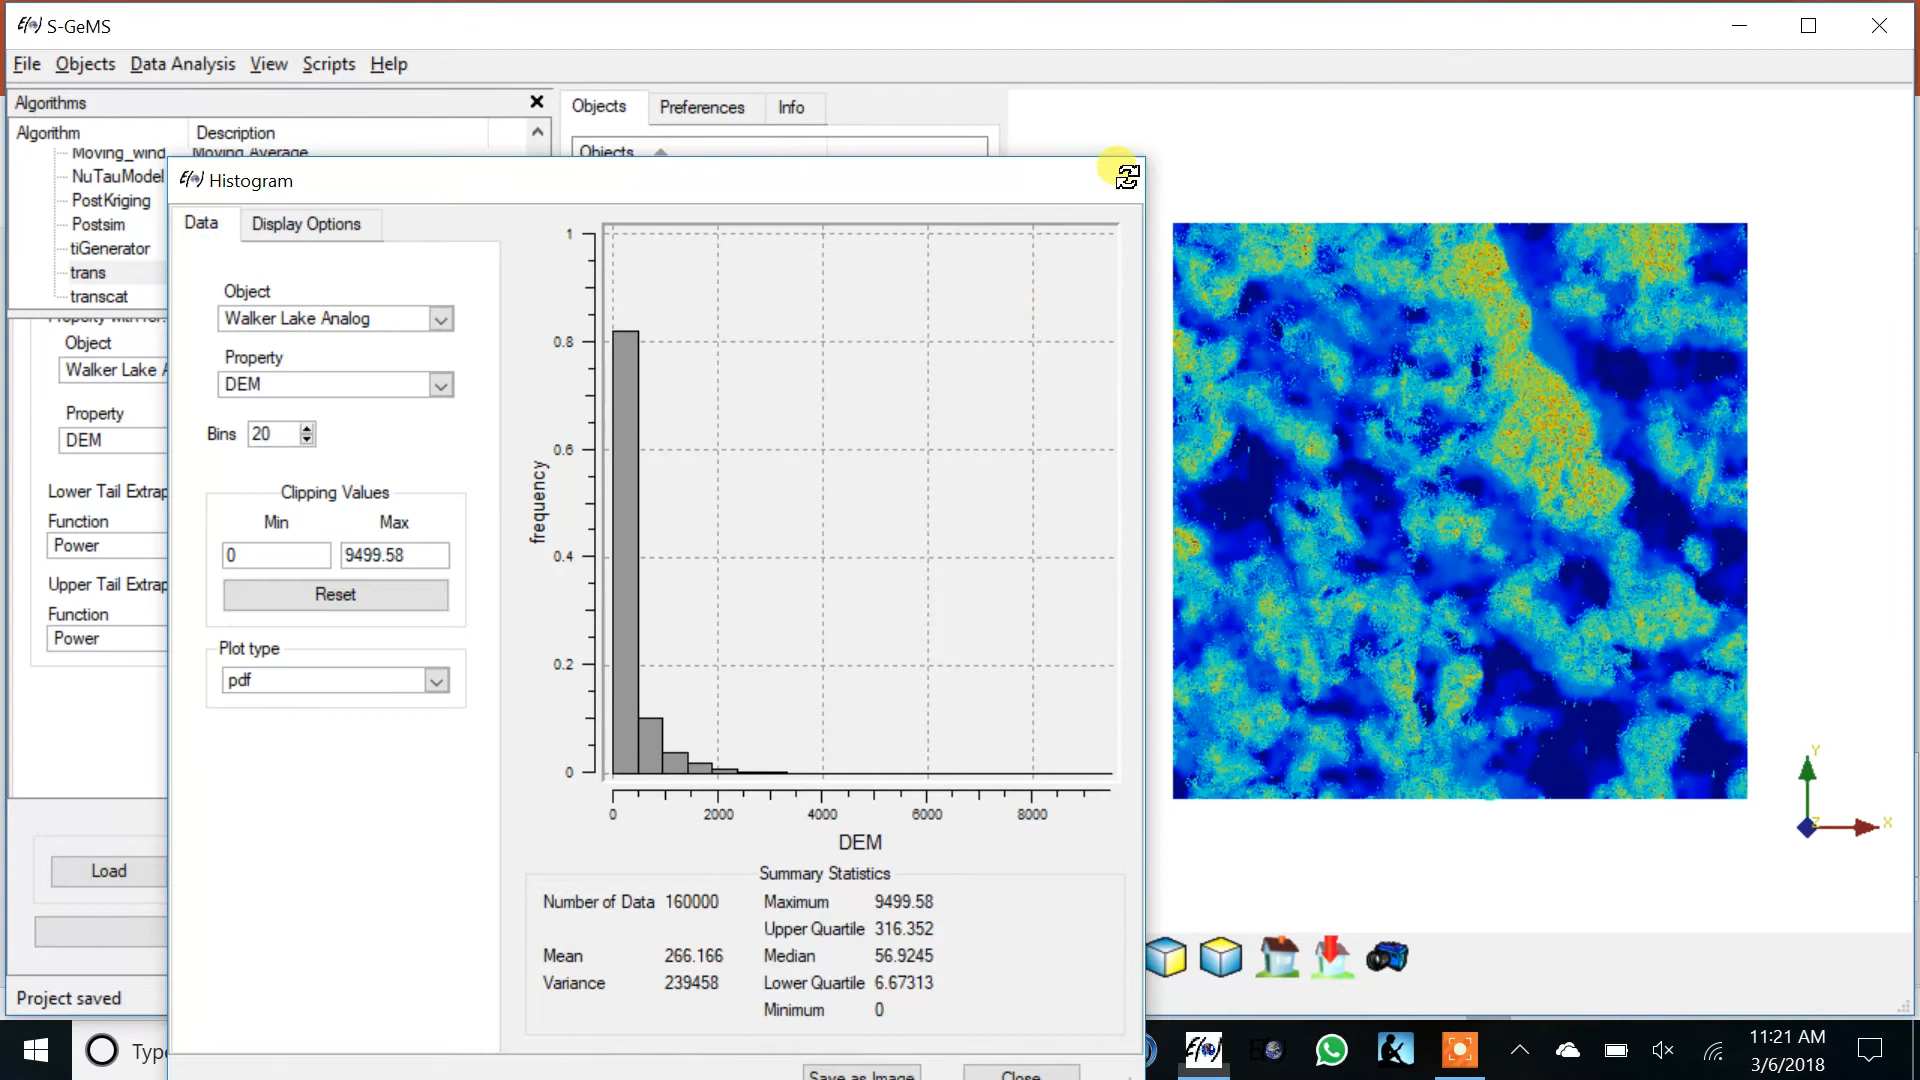 S-GeMS
File Objects Data Analysis View Scripts Help
Algorithms
Objects Preferences Info
Algorithm Description
Moving_wind Moving Average
Objects
NuTauModel
PostKriging
Postsim
tiGenerator
trans
transcat
Histogram
Data Display Options
Object
Walker Lake Analog
Property
DEM
Bins 20
Clipping Values
Min Max
0 9499.58
Reset
Plot type
pdf
Object
Walker Lake A
Property
DEM
Lower Tail Extrap
Function
Power
Upper Tail Extrap
Function
Power
Load
Project saved
1
0.8
0.6
0.4
0.2
0
frequency
0 2000 4000 6000 8000
DEM
Summary Statistics
Number of Data 160000 Maximum 9499.58
Upper Quartile 316.352
Mean 266.166 Median 56.9245
Variance 239458 Lower Quartile 6.67313
Minimum 0
Save as Image Close
Y
X
Z
Type
11:21 AM
3/6/2018